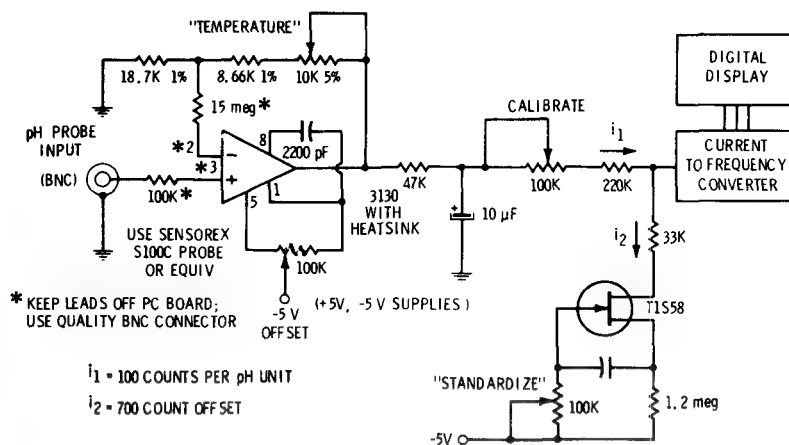 "TEMPERATURE"
18.7K 1%
8.66K 1%
10K 5%
15 meg*
pH PROBE
INPUT
(BNC)
*2
*3
−
+
8
1
5
2200 pF
100K*
USE SENSOREX
S100C PROBE
OR EQUIV
100K
-5 V
OFFSET
(+5V, -5V SUPPLIES)
3130
WITH
HEATSINK
47K
10 µF
+
CALIBRATE
100K
i1
220K
DIGITAL
DISPLAY
CURRENT
TO FREQUENCY
CONVERTER
i2
33K
T1S58
"STANDARDIZE"
100K
1.2 meg
-5V
* KEEP LEADS OFF PC BOARD;
USE QUALITY BNC CONNECTOR
i1 = 100 COUNTS PER pH UNIT
i2 = 700 COUNT OFFSET